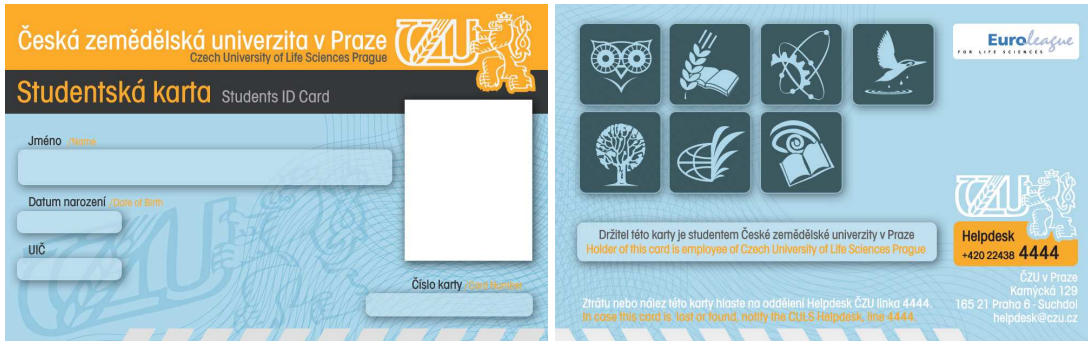 Česká zemědělská univerzita v Praze
Czech University of Life Sciences Prague
ČZU
Studentská karta Students ID Card
Jméno /Name
Datum narození /Date of Birth
UIČ
Číslo karty /Card Number
Euroleague
FOR LIFE SCIENCES
Držitel této karty je studentem České zemědělské univerzity v Praze
Holder of this card is employee of Czech University of Life Sciences Prague
ČZU
Helpdesk
+420 22438 4444
Ztrátu nebo nález této karty hlaste na oddělení Helpdesk ČZU linka 4444.
In case this card is lost or found, notify the CULS Helpdesk, line 4444.
ČZU v Praze
Kamýcká 129
165 21 Praha 6 - Suchdol
helpdesk@czu.cz